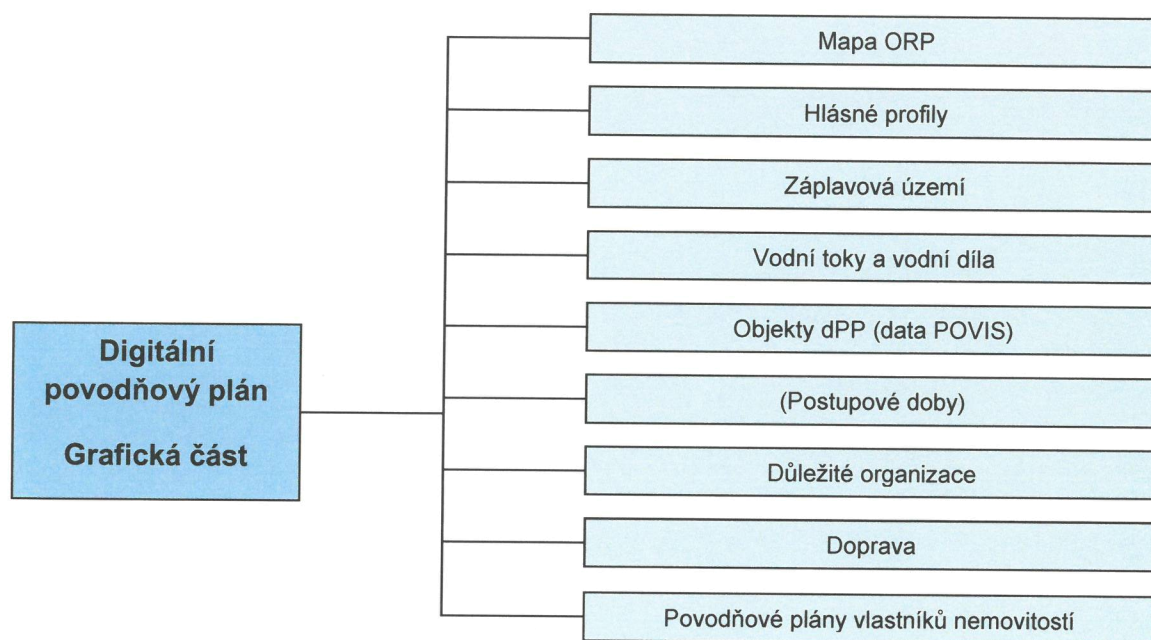 Digitální
povodňový plán
Grafická část
Mapa ORP
Hlásné profily
Záplavová území
Vodní toky a vodní díla
Objekty dPP (data POVIS)
(Postupové doby)
Důležité organizace
Doprava
Povodňové plány vlastníků nemovitostí